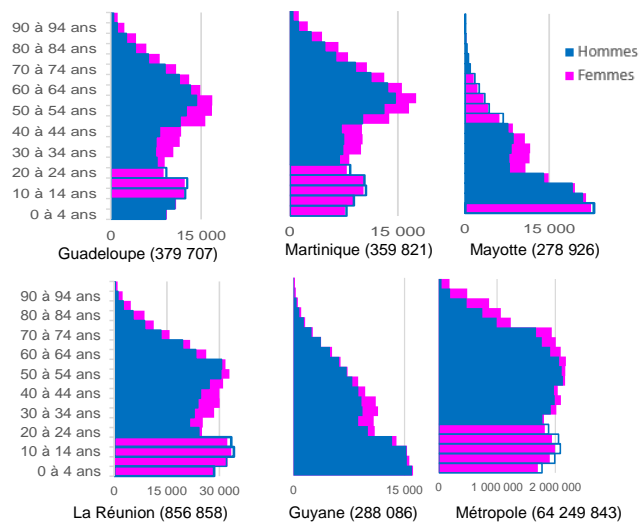 90 à 94 ans
80 à 84 ans
70 à 74 ans
60 à 64 ans
50 à 54 ans
40 à 44 ans
30 à 34 ans
20 à 24 ans
10 à 14 ans
0 à 4 ans
0 15 000
Guadeloupe (379 707)
0 15 000
Martinique (359 821)
Hommes
Femmes
0 15 000
Mayotte (278 926)
90 à 94 ans
80 à 84 ans
70 à 74 ans
60 à 64 ans
50 à 54 ans
40 à 44 ans
30 à 34 ans
20 à 24 ans
10 à 14 ans
0 à 4 ans
0 30 000
La Réunion (856 858)
0 15 000
Guyane (288 086)
0 1 000 000 2 000 000
Métropole (64 249 843)